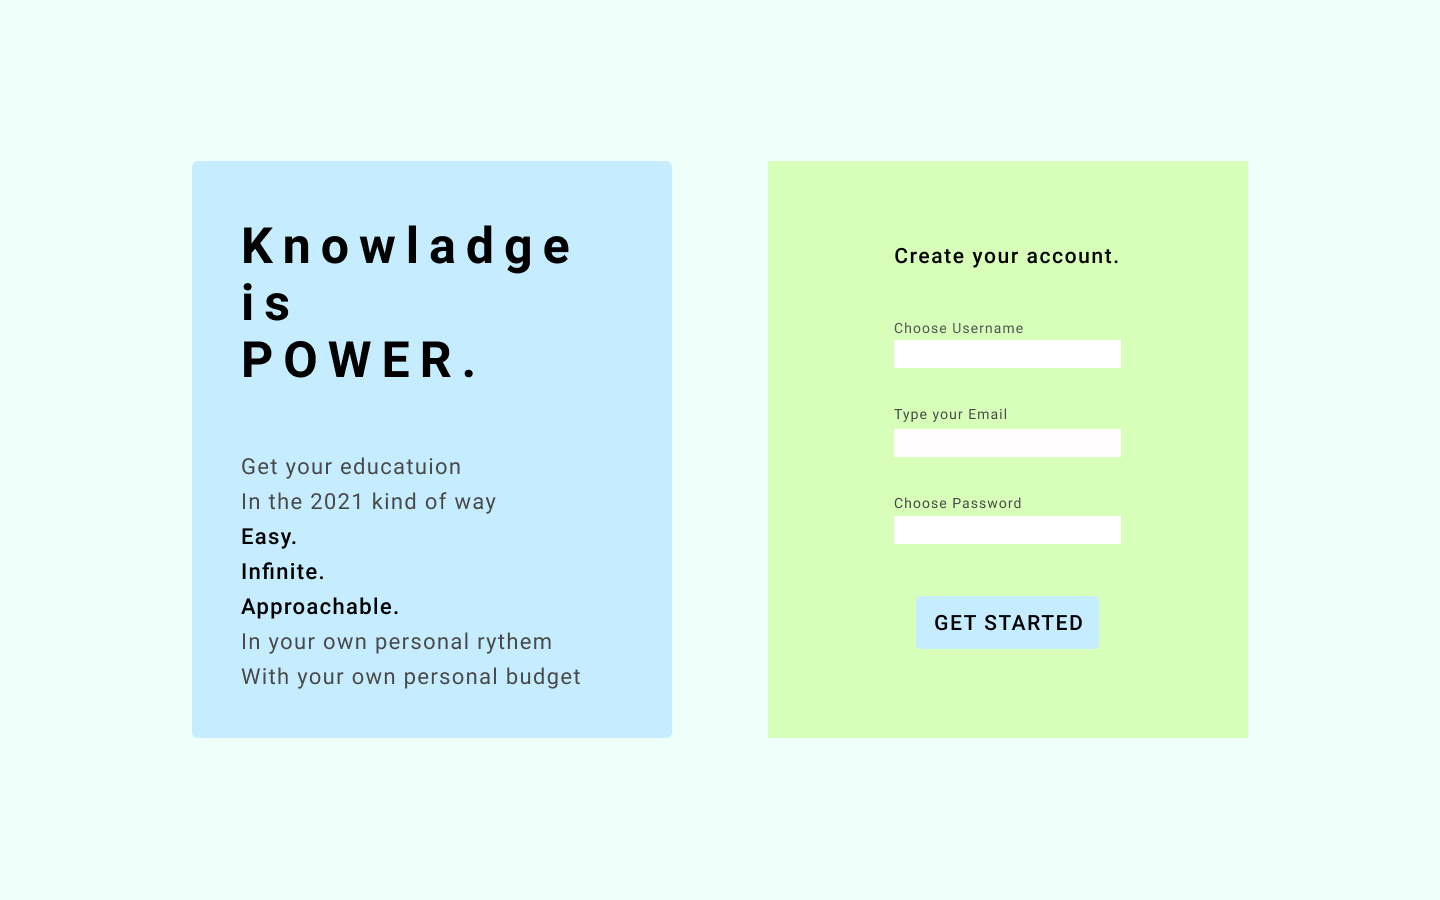 Knowladge
is
POWER.
Get your educatuion
In the 2021 kind of way
Easy.
Infinite.
Approachable.
In your own personal rythem
With your own personal budget
Create your account.
Choose Username
Type your Email
Choose Password
GET STARTED